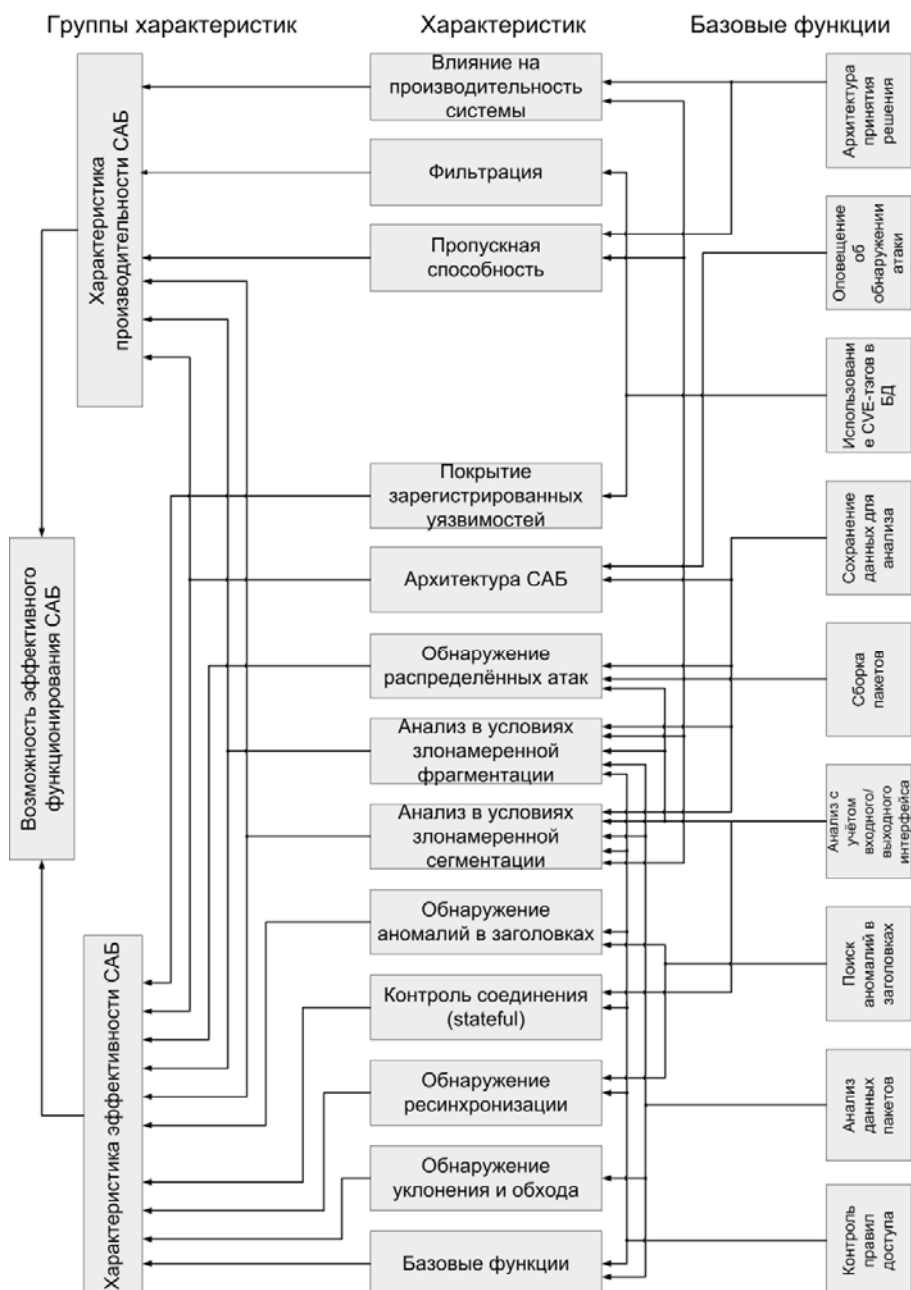 Группы характеристик
Характеристик
Базовые функции
Возможность эффективного
функционирования САБ
Характеристика
производительности САБ
Характеристика эффективности САБ
Влияние на
производительность
системы
Фильтрация
Пропускная
способность
Покрытие
зарегистрированных
уязвимостей
Архитектура САБ
Обнаружение
распределённых атак
Анализ в условиях
злонамеренной
фрагментации
Анализ в условиях
злонамеренной
сегментации
Обнаружение
аномалий в заголовках
Контроль соединения
(stateful)
Обнаружение
ресинхронизации
Обнаружение
уклонения и обхода
Базовые функции
Архитектура
принятия
решения
Оповещение
об
обнаружении
атаки
Использовани
е CVE-тэгов в
БД
Сохранение
данных для
анализа
Сборка
пакетов
Анализ с
учётом
входного/
выходного
интерфейса
Поиск
аномалий в
заголовках
Анализ
данных
пакетов
Контроль
правил
доступа